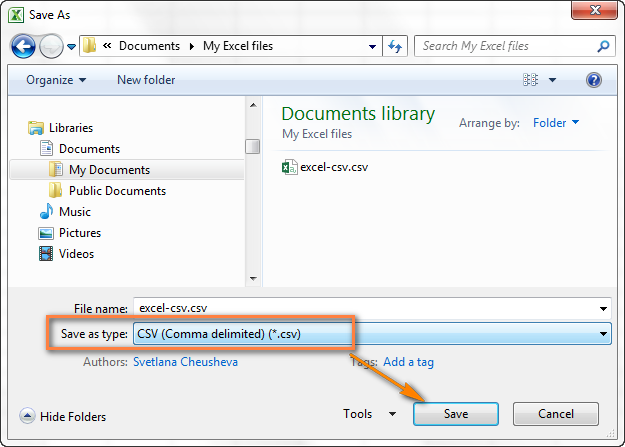 Save As
Documents My Excel files
Search My Excel files
Organize New folder
Libraries
Documents
My Documents
Public Documents
Music
Pictures
Videos
Documents library
My Excel files
Arrange by: Folder
excel-csv.csv
File name: excel-csv.csv
Save as type: CSV (Comma delimited) (*.csv)
Authors: Svetlana Cheusheva Tags: Add a tag
Hide Folders Tools Save Cancel